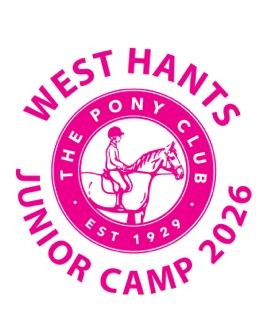 WEST HANTS
THE PONY CLUB
· EST 1929 ·
JUNIOR CAMP 2026